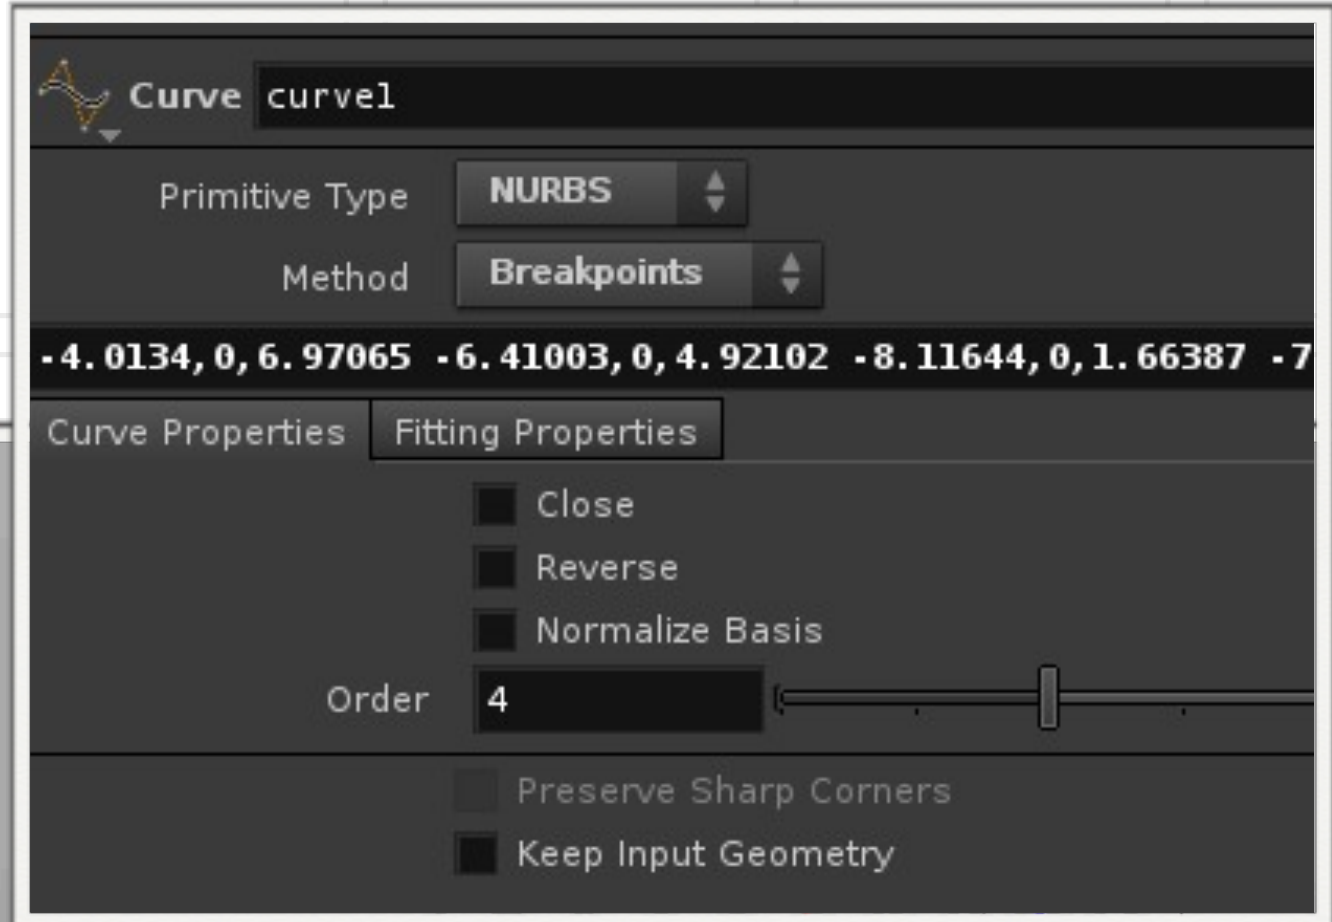 Curve curve1
Primitive Type NURBS
Method Breakpoints
-4.0134,0,6.97065 -6.41003,0,4.92102 -8.11644,0,1.66387 -7
Curve Properties Fitting Properties
Close
Reverse
Normalize Basis
Order 4
Preserve Sharp Corners
Keep Input Geometry